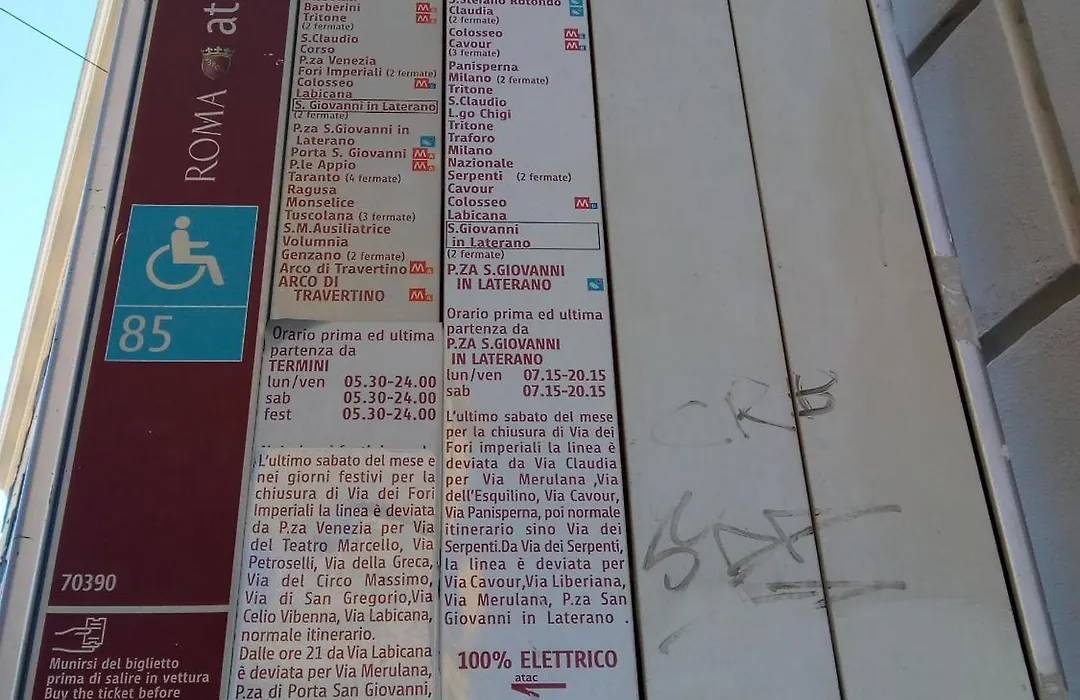 ROMA at
85
70390
Munirsi del biglietto
prima di salire in vettura
Buy the ticket before
Tritone
(2 fermate)
S.Claudio
Corso
P.za Venezia
Fori Imperiali (2 fermate)
Colosseo M
Labicana
S. Giovanni in Laterano
(2 fermate)
P.za S.Giovanni in
Laterano
Porta S. Giovanni MA
P.le Appio MA
Taranto (4 fermate)
Ragusa
Monselice
Tuscolana (3 fermate)
S.M.Ausiliatrice
Volumnia
Genzano (2 fermate)
Arco di Travertino MA
ARCO DI
TRAVERTINO MA
Orario prima ed ultima
partenza da
TERMINI
lun/ven 05.30-24.00
sab 05.30-24.00
fest 05.30-24.00
L'ultimo sabato del mese e
nei giorni festivi per la
chiusura di Via dei Fori
Imperiali la linea è deviata
da P.za Venezia per Via
del Teatro Marcello, Via
Petroselli, Via della Greca,
Via del Circo Massimo,
Via di San Gregorio,Via
Celio Vibenna, Via Labicana,
normale itinerario.
Dalle ore 21 da Via Labicana
è deviata per Via Merulana,
P.za di Porta San Giovanni,
S.Stefano Rotondo
Claudia
(2 fermate)
Colosseo MB
Cavour MB
(3 fermate)
Panisperna
Milano (2 fermate)
Tritone
S.Claudio
L.go Chigi
Tritone
Traforo
Milano
Nazionale
Serpenti (2 fermate)
Cavour
Colosseo MB
Labicana
S.Giovanni
in Laterano
(2 fermate)
P.ZA S.GIOVANNI
IN LATERANO
Orario prima ed ultima
partenza da
P.ZA S.GIOVANNI
IN LATERANO
lun/ven 07.15-20.15
sab 07.15-20.15
L'ultimo sabato del mese
per la chiusura di Via dei
Fori imperiali la linea è
deviata da Via Claudia
per Via Merulana ,Via
dell'Esquilino, Via Cavour,
Via Panisperna, poi normale
itinerario sino Via dei
Serpenti.Da Via dei Serpenti,
la linea è deviata per
Via Cavour,Via Liberiana,
Via Merulana, P.za San
Giovanni in Laterano .
100% ELETTRICO
atac